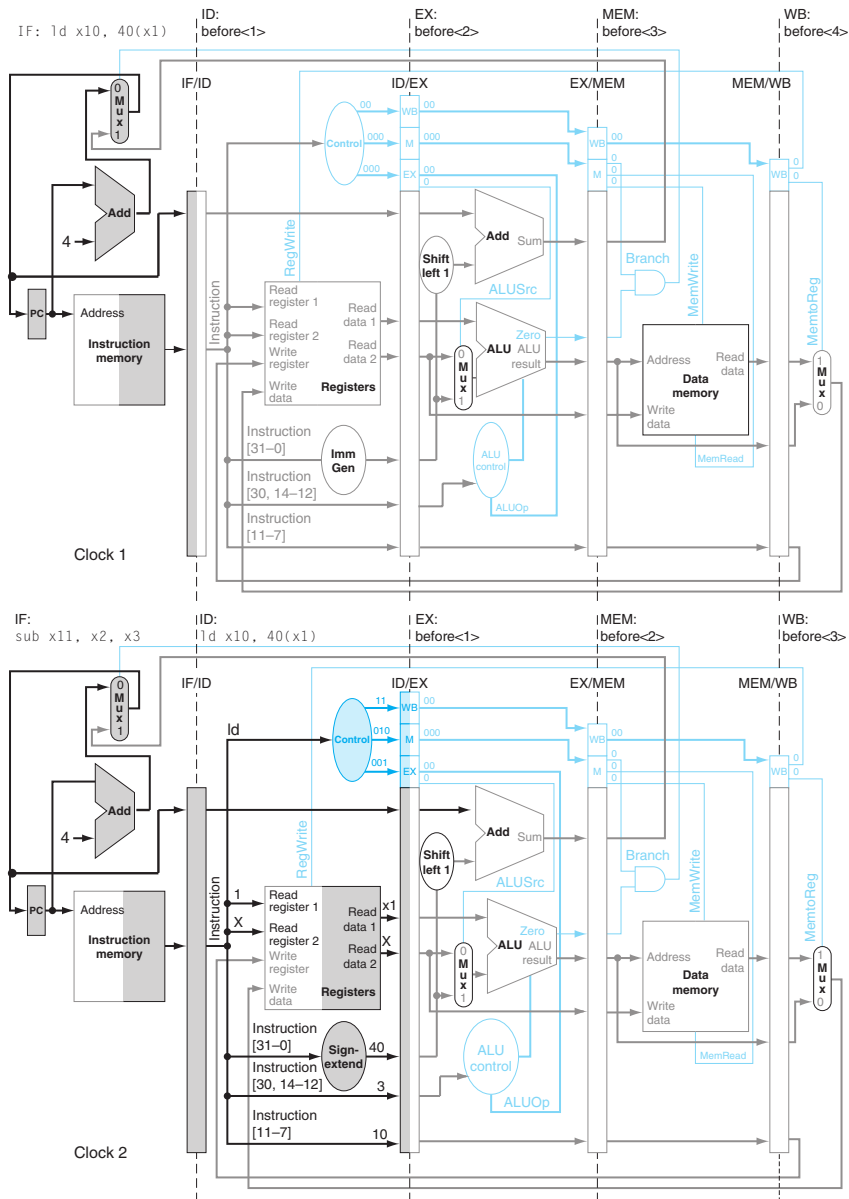 ID:
before<1>
EX:
before<2>
MEM:
before<3>
WB:
before<4>
IF: ld x10, 40(x1)
IF/ID
ID/EX
EX/MEM
MEM/WB
0
Mux
1
Control
00
000
000
WB
M
EX
00
000
00
0
WB
M
00
0
0
0
WB
0
0
Add
4
RegWrite
Shift
left 1
Add
Sum
Branch
ALUSrc
MemWrite
MemtoReg
PC
Address
Instruction
memory
Instruction
Read
register 1
Read
register 2
Write
register
Write
data
Read
data 1
Read
data 2
Registers
0
Mux
1
Zero
ALU
ALU
result
Address
Write
data
Read
data
Data
memory
MemRead
1
Mux
0
Instruction
[31–0]
Imm
Gen
Instruction
[30, 14–12]
Instruction
[11–7]
ALU
control
ALUOp
Clock 1
IF:
sub x11, x2, x3
ID:
ld x10, 40(x1)
EX:
before<1>
MEM:
before<2>
WB:
before<3>
IF/ID
ID/EX
EX/MEM
MEM/WB
0
Mux
1
ld
Control
11
010
001
WB
M
EX
00
000
00
0
WB
M
00
0
0
0
WB
0
0
Add
4
RegWrite
Shift
left 1
Add
Sum
Branch
ALUSrc
MemWrite
MemtoReg
PC
Address
Instruction
memory
Instruction
1
X
Read
register 1
Read
register 2
Write
register
Write
data
Read
data 1
Read
data 2
Registers
x1
X
0
Mux
1
Zero
ALU
ALU
result
Address
Write
data
Read
data
Data
memory
MemRead
1
Mux
0
Instruction
[31–0]
Sign-
extend
40
Instruction
[30, 14–12]
3
Instruction
[11–7]
10
ALU
control
ALUOp
Clock 2